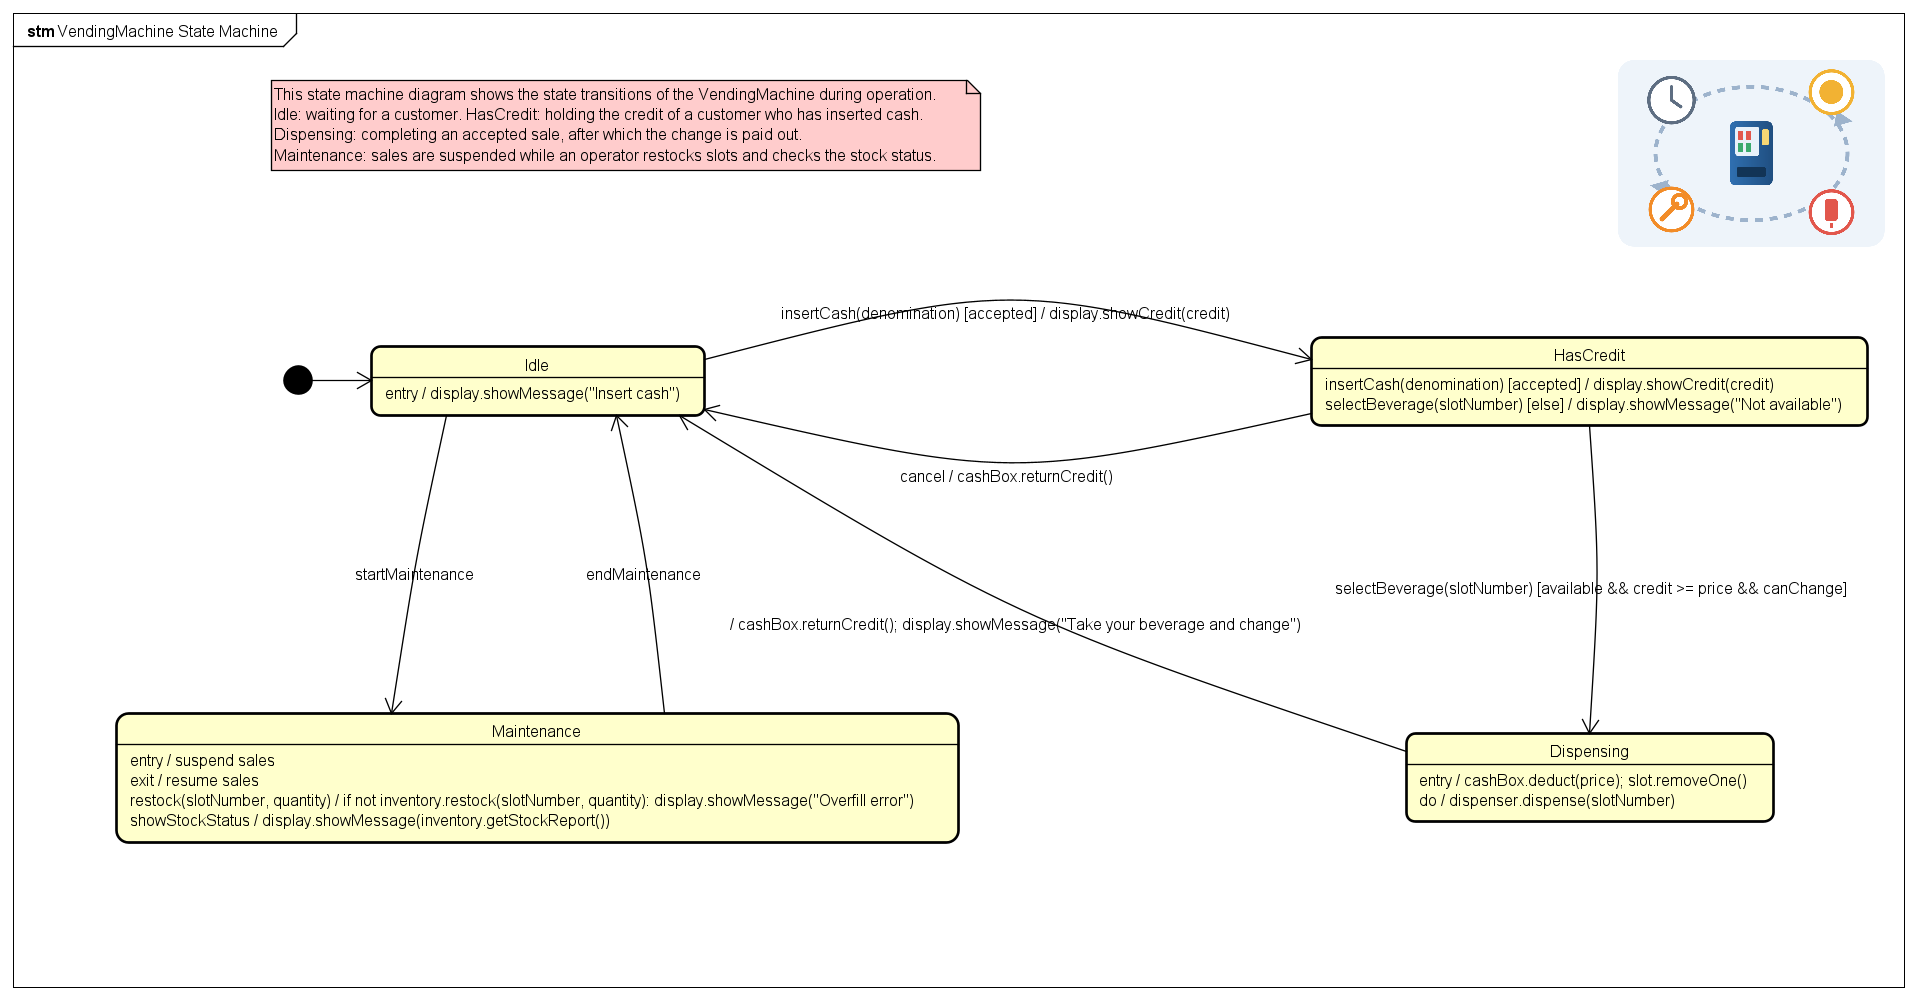 stm VendingMachine State Machine
This state machine diagram shows the state transitions of the VendingMachine during operation.
Idle: waiting for a customer. HasCredit: holding the credit of a customer who has inserted cash.
Dispensing: completing an accepted sale, after which the change is paid out.
Maintenance: sales are suspended while an operator restocks slots and checks the stock status.
insertCash(denomination) [accepted] / display.showCredit(credit)
Idle
entry / display.showMessage("Insert cash")
HasCredit
insertCash(denomination) [accepted] / display.showCredit(credit)
selectBeverage(slotNumber) [else] / display.showMessage("Not available")
cancel / cashBox.returnCredit()
startMaintenance
endMaintenance
selectBeverage(slotNumber) [available && credit >= price && canChange]
/ cashBox.returnCredit(); display.showMessage("Take your beverage and change")
Maintenance
entry / suspend sales
exit / resume sales
restock(slotNumber, quantity) / if not inventory.restock(slotNumber, quantity): display.showMessage("Overfill error")
showStockStatus / display.showMessage(inventory.getStockReport())
Dispensing
entry / cashBox.deduct(price); slot.removeOne()
do / dispenser.dispense(slotNumber)